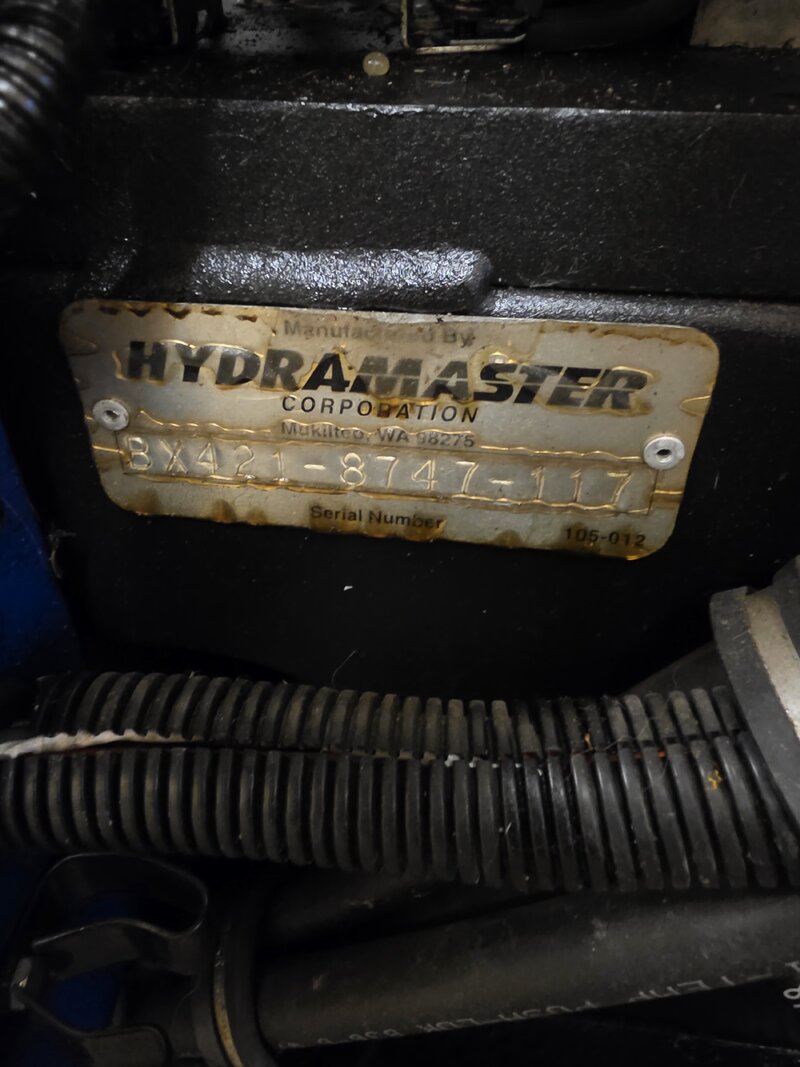 Manufactured By
HYDRAMASTER
CORPORATION
Mukilteo, WA 98275
BX421-8747-117
Serial Number
105-012